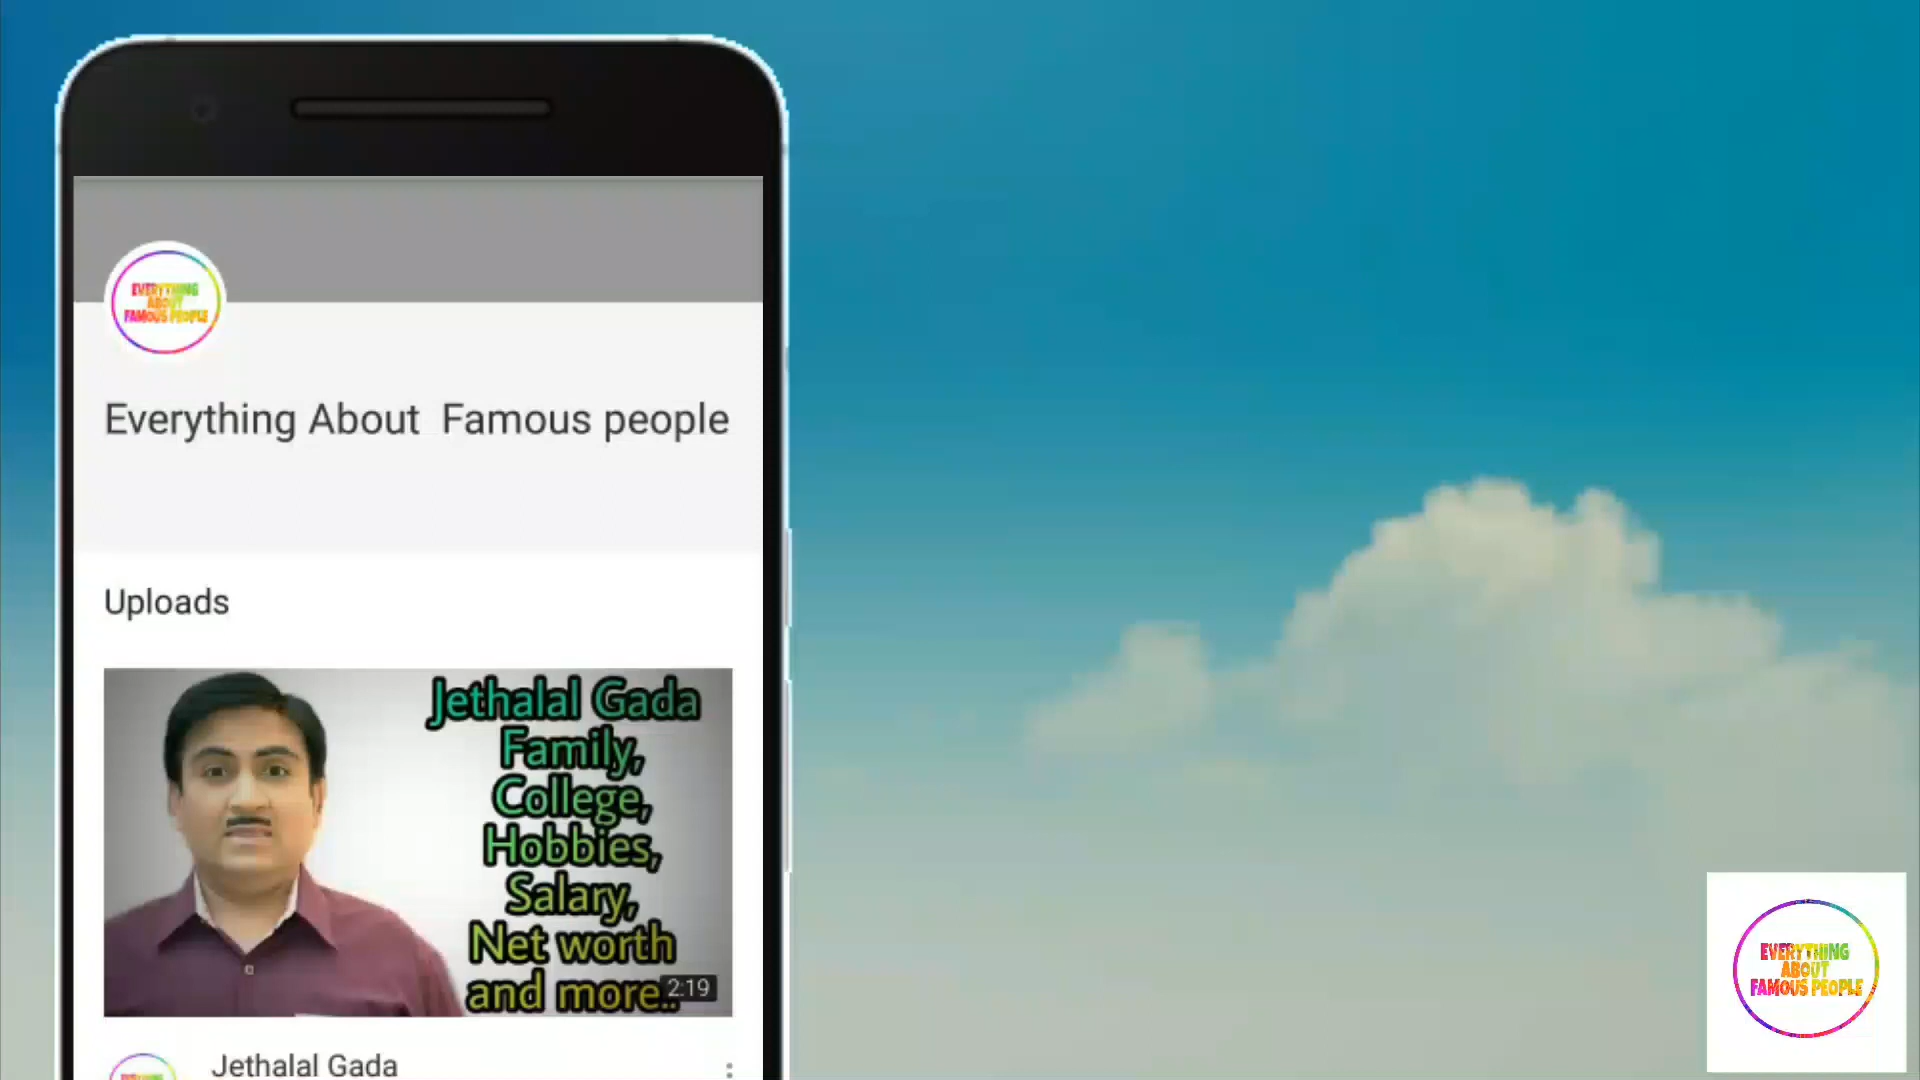 EVERYTHING
ABOUT
FAMOUS PEOPLE
Everything About Famous people
Uploads
Jethalal Gada
Family,
College,
Hobbies,
Salary,
Net worth
and more..
2:19
Jethalal Gada
EVERYTHING
EVERYTHING
ABOUT
FAMOUS PEOPLE